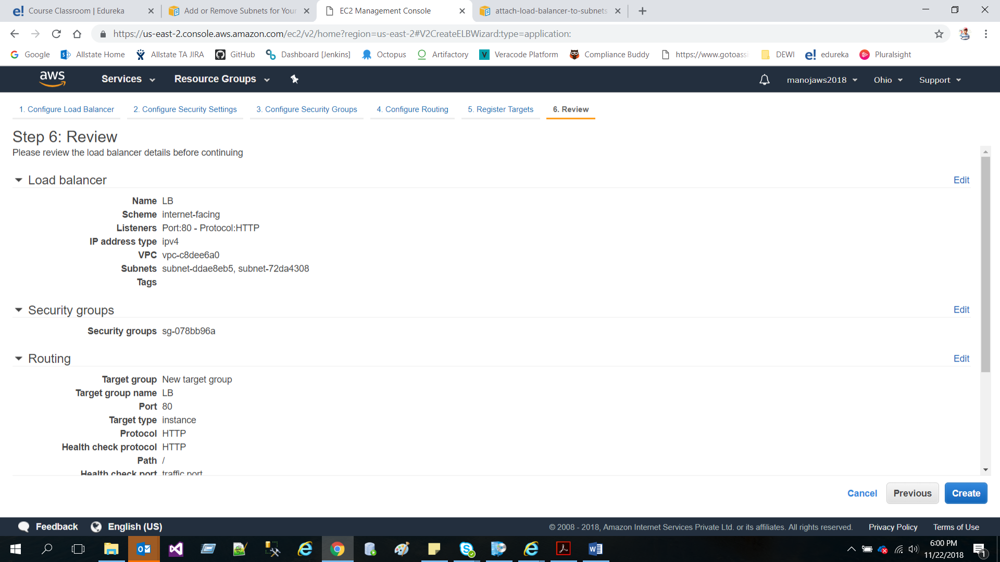 Course Classroom | Edureka
Add or Remove Subnets for Your
EC2 Management Console
attach-load-balancer-to-subnets
https://us-east-2.console.aws.amazon.com/ec2/v2/home?region=us-east-2#V2CreateELBWizard:type=application:
Google
Allstate Home
Allstate TA JIRA
GitHub
Dashboard [Jenkins]
Octopus
Artifactory
Veracode Platform
Compliance Buddy
https://www.gotoassi
DEWI
edureka
Pluralsight
aws
Services
Resource Groups
manojaws2018
Ohio
Support
1. Configure Load Balancer
2. Configure Security Settings
3. Configure Security Groups
4. Configure Routing
5. Register Targets
6. Review
Step 6: Review
Please review the load balancer details before continuing
Load balancer
Edit
Name LB
Scheme internet-facing
Listeners Port:80 - Protocol:HTTP
IP address type ipv4
VPC vpc-c8dee6a0
Subnets subnet-ddae8eb5, subnet-72da4308
Tags
Security groups
Edit
Security groups sg-078bb96a
Routing
Edit
Target group New target group
Target group name LB
Port 80
Target type instance
Protocol HTTP
Health check protocol HTTP
Path /
Health check port traffic port
Cancel
Previous
Create
Feedback
English (US)
© 2008 - 2018, Amazon Internet Services Private Ltd. or its affiliates. All rights reserved.
Privacy Policy
Terms of Use
6:00 PM
11/22/2018
1